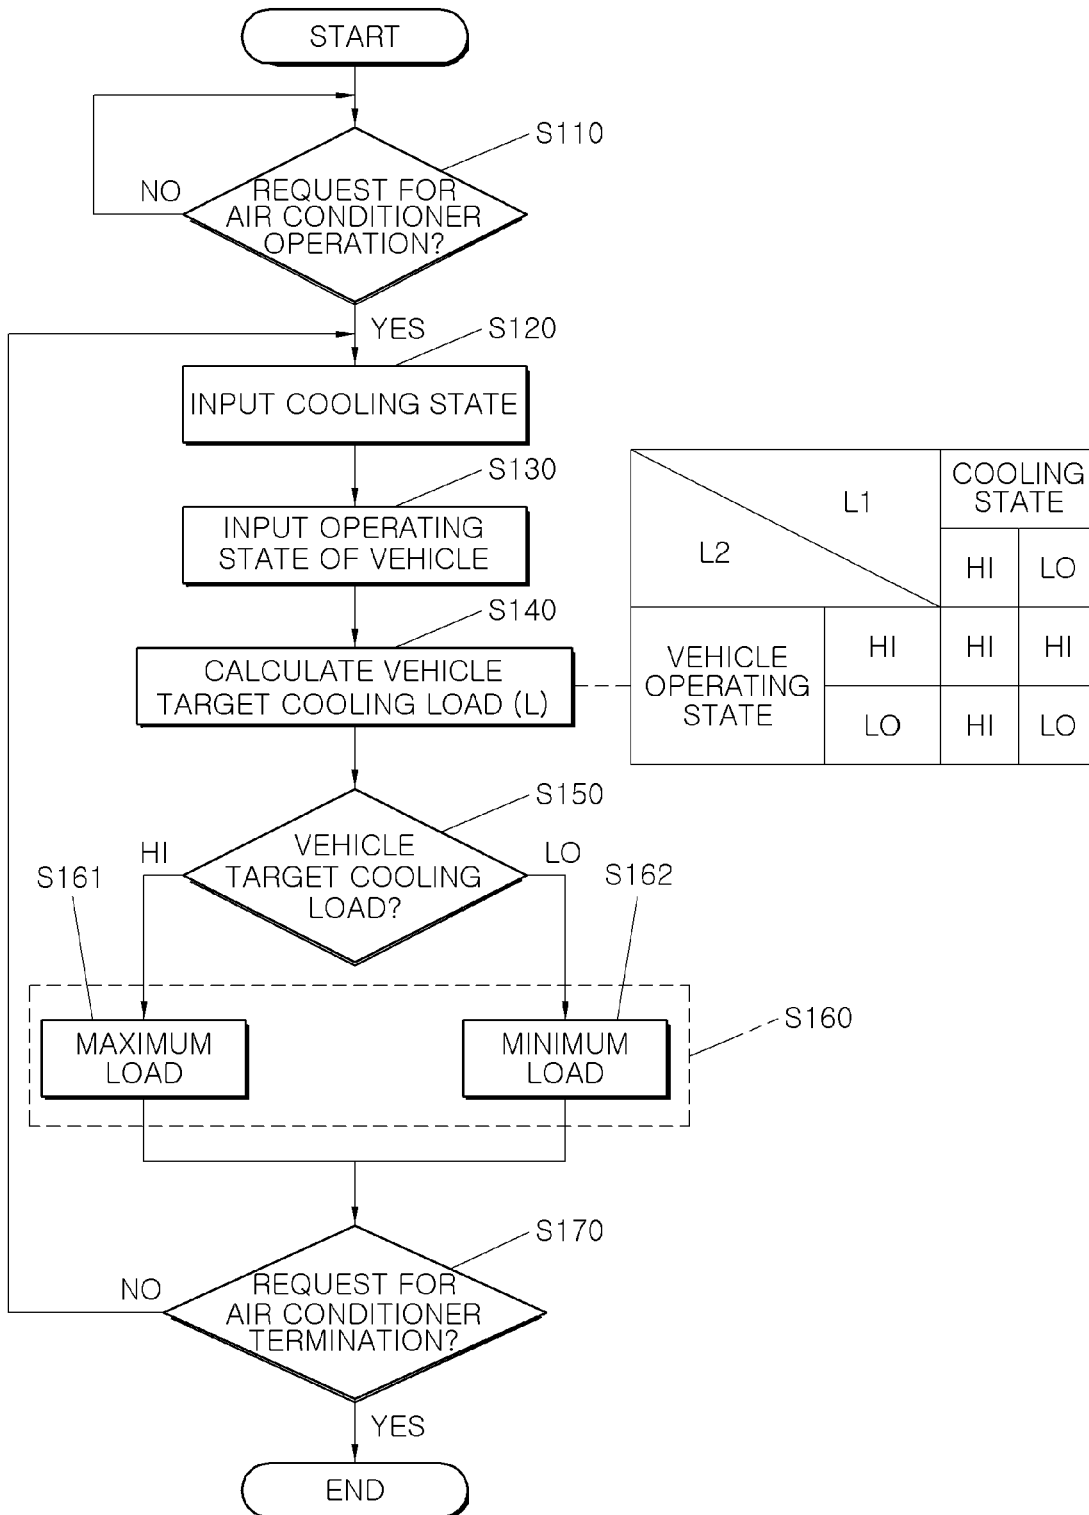 START
S110
NO
REQUEST FOR
AIR CONDITIONER
OPERATION?
YES
S120
INPUT COOLING STATE
S130
INPUT OPERATING
STATE OF VEHICLE
S140
CALCULATE VEHICLE
TARGET COOLING LOAD (L)
L1
L2
COOLING
STATE
HI
LO
VEHICLE
OPERATING
STATE
HI
HI
HI
LO
HI
LO
S150
HI
VEHICLE
TARGET COOLING
LOAD?
LO
S161
S162
MAXIMUM
LOAD
MINIMUM
LOAD
S160
S170
NO
REQUEST FOR
AIR CONDITIONER
TERMINATION?
YES
END